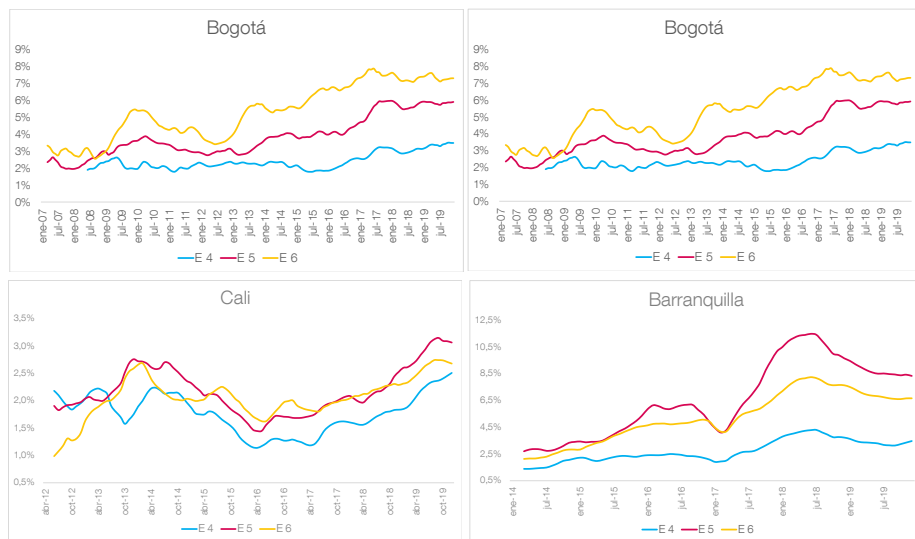 Bogotá
9%
8%
7%
6%
5%
4%
3%
2%
1%
0%
ene-07
jul-07
ene-08
jul-08
ene-09
jul-09
ene-10
jul-10
ene-11
jul-11
ene-12
jul-12
ene-13
jul-13
ene-14
jul-14
ene-15
jul-15
ene-16
jul-16
ene-17
jul-17
ene-18
jul-18
ene-19
jul-19
E 4 E 5 E 6
Bogotá
9%
8%
7%
6%
5%
4%
3%
2%
1%
0%
ene-07
jul-07
ene-08
jul-08
ene-09
jul-09
ene-10
jul-10
ene-11
jul-11
ene-12
jul-12
ene-13
jul-13
ene-14
jul-14
ene-15
jul-15
ene-16
jul-16
ene-17
jul-17
ene-18
jul-18
ene-19
jul-19
E 4 E 5 E 6
Cali
3,5%
3,0%
2,5%
2,0%
1,5%
1,0%
0,5%
abr-12
oct-12
abr-13
oct-13
abr-14
oct-14
abr-15
oct-15
abr-16
oct-16
abr-17
oct-17
abr-18
oct-18
abr-19
oct-19
E 4 E 5 E 6
Barranquilla
12,5%
10,5%
8,5%
6,5%
4,5%
2,5%
0,5%
ene-14
jul-14
ene-15
jul-15
ene-16
jul-16
ene-17
jul-17
ene-18
jul-18
ene-19
jul-19
E 4 E 5 E 6